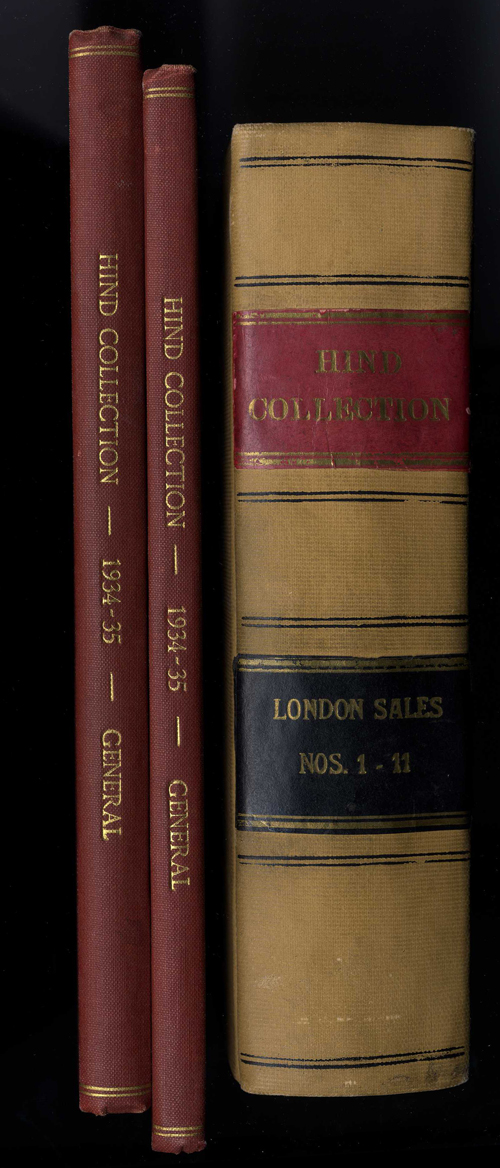 HIND COLLECTION — 1934-35 — GENERAL
HIND COLLECTION — 1934-35 — GENERAL
HIND
COLLECTION
LONDON SALES
NOS. 1 - 11